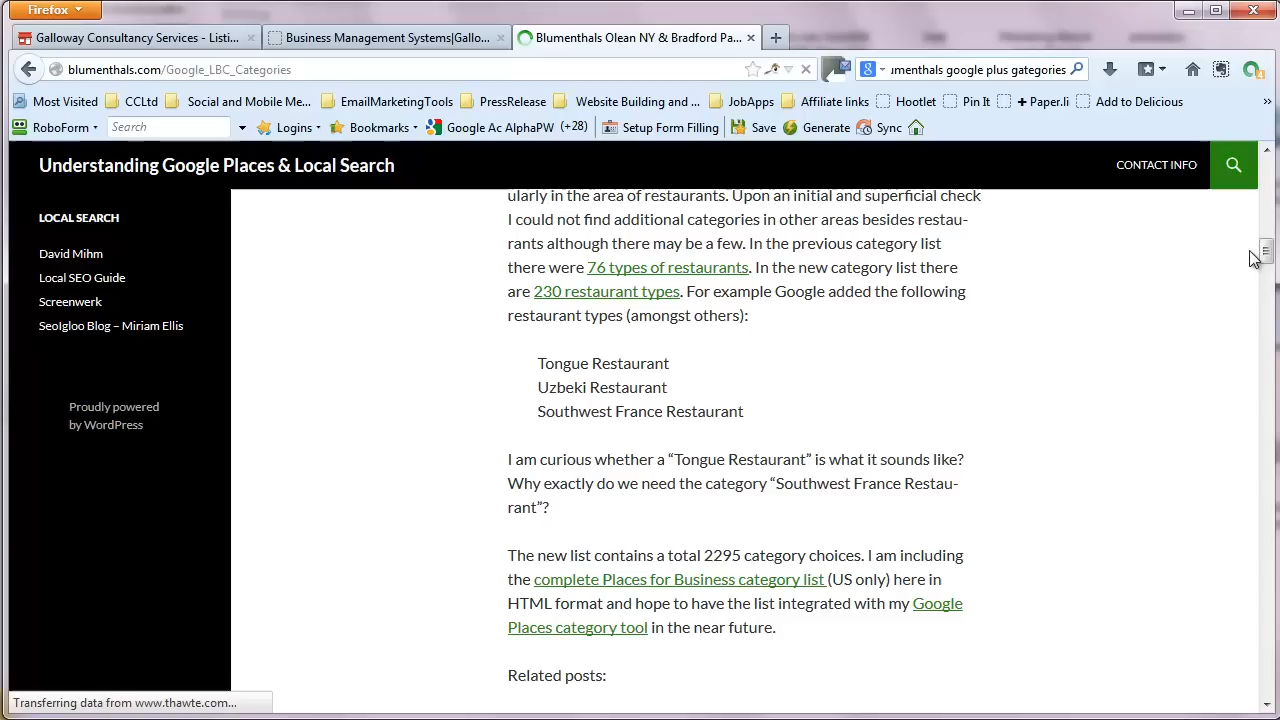 Firefox
Galloway Consultancy Services - Listi...
Business Management Systems|Gallo...
Blumenthals Olean NY & Bradford Pa...
blumenthals.com/Google_LBC_Categories
umenthals google plus gategories
Most Visited
CCLtd
Social and Mobile Me...
EmailMarketingTools
PressRelease
Website Building and ...
JobApps
Affiliate links
Hootlet
Pin It
+ Paper.li
Add to Delicious
»
RoboForm
Search
Logins
Bookmarks
Google Ac AlphaPW (+28)
Setup Form Filling
Save
Generate
Sync
Understanding Google Places & Local Search
CONTACT INFO
LOCAL SEARCH
David Mihm
Local SEO Guide
Screenwerk
SeoIgloo Blog – Miriam Ellis
Proudly powered
by WordPress
ularly in the area of restaurants. Upon an initial and superficial check
I could not find additional categories in other areas besides restau-
rants although there may be a few. In the previous category list
there were 76 types of restaurants. In the new category list there
are 230 restaurant types. For example Google added the following
restaurant types (amongst others):
Tongue Restaurant
Uzbeki Restaurant
Southwest France Restaurant
I am curious whether a “Tongue Restaurant” is what it sounds like?
Why exactly do we need the category “Southwest France Restau-
rant”?
The new list contains a total 2295 category choices. I am including
the complete Places for Business category list (US only) here in
HTML format and hope to have the list integrated with my Google
Places category tool in the near future.
Related posts:
Transferring data from www.thawte.com...